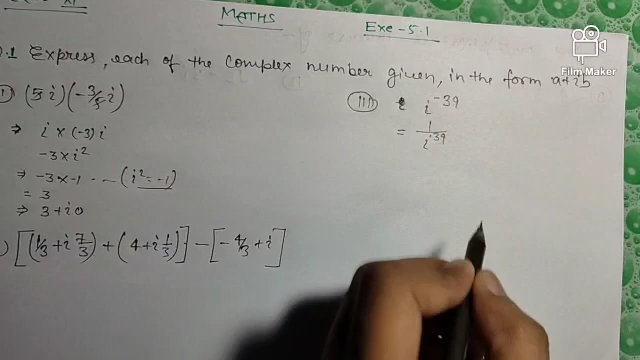 MATHS
Exe-5.1
.1 Express, each of the complex number given, in the form a+ib
(i) (5i)(-3/5 i)
⇒ i × (-3) i
-3 × i²
⇒ -3 × -1 --- (i² = -1)
= 3
⇒ 3 + i0
) [(1/3 + i 7/3) + (4 + i 1/3)] - [-4/3 + i]
(iii) i^-39
= 1/i^39
Film Maker